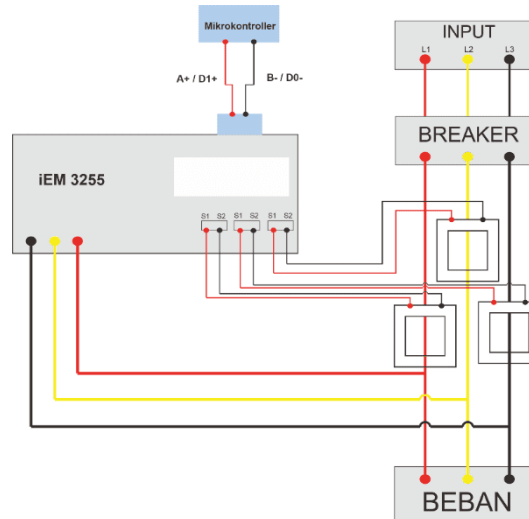 Mikrokontroller
INPUT
L1 L2 L3
A+ / D1+ B- / D0-
BREAKER
iEM 3255
S1 S2 S1 S2 S1 S2
BEBAN